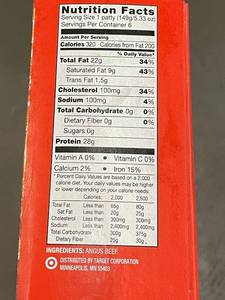 Nutrition Facts
Serving Size 1 patty (149g/5.33 oz)
Servings Per Container 6
Amount Per Serving
Calories 320 Calories from Fat 200
% Daily Value*
Total Fat 22g 34%
Saturated Fat 9g 43%
Trans Fat 1.5g
Cholesterol 100mg 34%
Sodium 100mg 4%
Total Carbohydrate 0g 0%
Dietary Fiber 0g 0%
Sugars 0g
Protein 28g
Vitamin A 0% • Vitamin C 0%
Calcium 2% • Iron 15%
* Percent Daily Values are based on a 2,000
calorie diet. Your daily values may be higher
or lower depending on your calorie needs.
Calories: 2,000 2,500
Total Fat Less than 65g 80g
Sat Fat Less than 20g 25g
Cholesterol Less than 300mg 300mg
Sodium Less than 2,400mg 2,400mg
Total Carbohydrate 300g 375g
Dietary Fiber 25g 30g
INGREDIENTS: ANGUS BEEF
DISTRIBUTED BY TARGET CORPORATION
MINNEAPOLIS, MN 55403